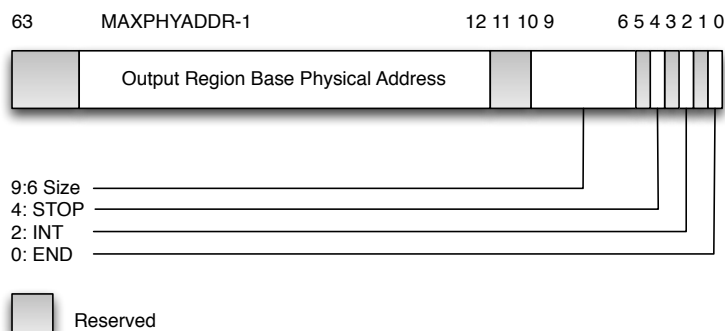 63 MAXPHYADDR-1 12 11 10 9 6 5 4 3 2 1 0
Output Region Base Physical Address
9:6 Size
4: STOP
2: INT
0: END
Reserved